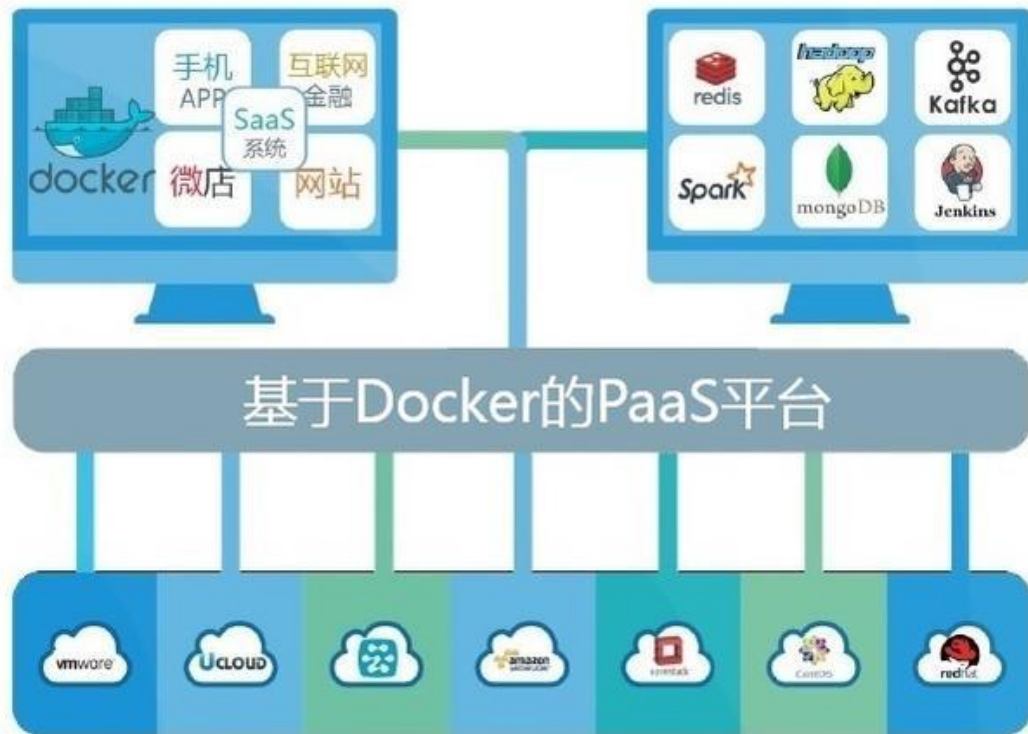 手机
APP
互联网
金融
SaaS
系统
docker
微店
网站
redis
hadoop
Kafka
Spark
mongoDB
Jenkins
基于Docker的PaaS平台
vmware
UCLOUD
amazon
openstack
CentOS
redhat